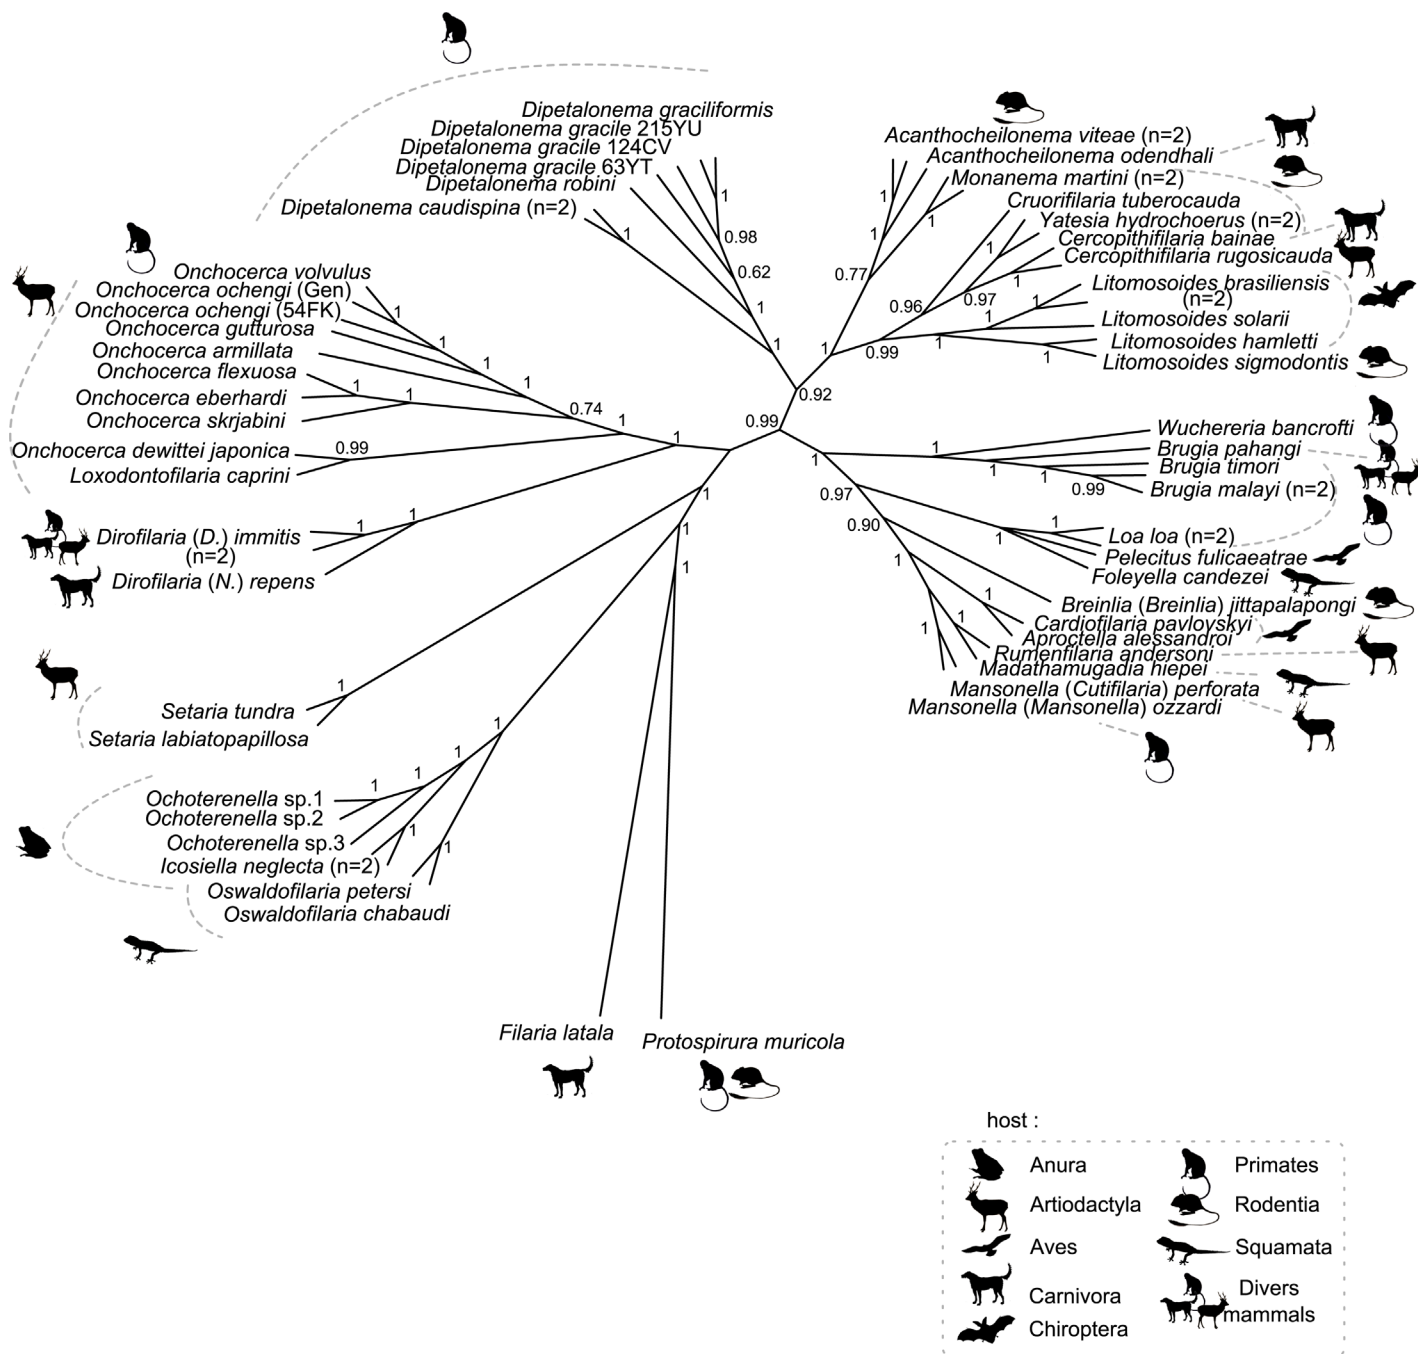 Dipetalonema graciliformis
Dipetalonema gracile 215YU
Dipetalonema gracile 124CV
Dipetalonema gracile 63YT
Dipetalonema robini
Dipetalonema caudispina (n=2)
1
0.98
0.62
1
1
1
Acanthocheilonema viteae (n=2)
Acanthocheilonema odendhali
Monanema martini (n=2)
Cruorifilaria tuberocauda
Yatesia hydrochoerus (n=2)
Cercopithifilaria bainae
Cercopithifilaria rugosicauda
Litomosoides brasiliensis
(n=2)
Litomosoides solarii
Litomosoides hamletti
Litomosoides sigmodontis
1
1
1
0.77
1
1
0.96
0.97
1
1
1
0.99
1
0.92
0.99
Onchocerca volvulus
Onchocerca ochengi (Gen)
Onchocerca ochengi (54FK)
Onchocerca gutturosa
Onchocerca armillata
Onchocerca flexuosa
Onchocerca eberhardi
Onchocerca skrjabini
Onchocerca dewittei japonica
Loxodontofilaria caprini
1
1
1
1
1
1
0.74
1
1
0.99
Dirofilaria (D.) immitis
(n=2)
Dirofilaria (N.) repens
1
1
Wuchereria bancrofti
Brugia pahangi
Brugia timori
Brugia malayi (n=2)
1
1
1
1
0.99
0.97
0.90
Loa loa (n=2)
Pelecitus fulicaeatrae
Foleyella candezei
1
1
Breinlia (Breinlia) jittapalapongi
Cardiofilaria pavlovskyi
Aproctella alessandroi
Rumenfilaria andersoni
Madathamugadia hiepei
Mansonella (Cutifilaria) perforata
Mansonella (Mansonella) ozzardi
1
1
1
1
1
1
1
1
Setaria tundra
Setaria labiatopapillosa
1
Ochoterenella sp.1
Ochoterenella sp.2
Ochoterenella sp.3
Icosiella neglecta (n=2)
Oswaldofilaria petersi
Oswaldofilaria chabaudi
1
1
1
1
1
1
Filaria latala
Protospirura muricola
host :
Anura
Primates
Artiodactyla
Rodentia
Aves
Squamata
Carnivora
Divers
mammals
Chiroptera